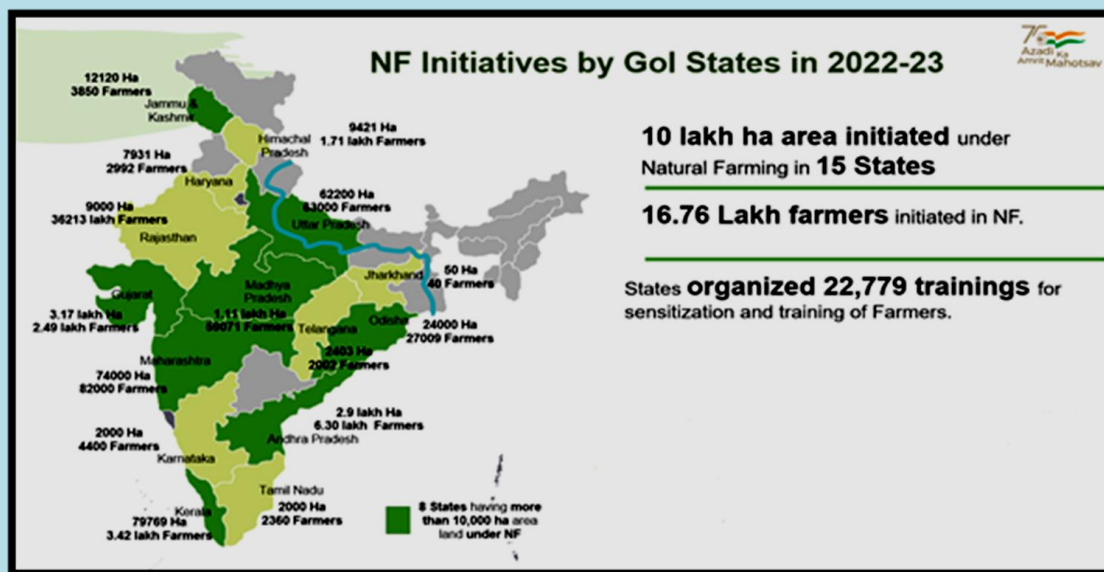 NF Initiatives by GoI States in 2022-23
75
Azadi Ka
Amrit Mahotsav
12120 Ha
3850 Farmers
Jammu &
Kashmir
9421 Ha
1.71 lakh Farmers
Himachal
Pradesh
7931 Ha
2992 Farmers
Haryana
62200 Ha
83000 Farmers
Uttar Pradesh
9000 Ha
36213 lakh Farmers
Rajasthan
50 Ha
40 Farmers
Jharkhand
Gujarat
3.17 lakh Ha
2.49 lakh Farmers
Madhya
Pradesh
1.11 lakh Ha
Farmers
24000 Ha
27009 Farmers
Odisha
Telangana
2403 Ha
2002 Farmers
Maharashtra
74000 Ha
82000 Farmers
2.9 lakh Ha
6.30 lakh Farmers
Andhra Pradesh
2000 Ha
4400 Farmers
Karnataka
Tamil Nadu
2000 Ha
2360 Farmers
Kerala
79769 Ha
3.42 lakh Farmers
8 States having more
than 10,000 ha area
land under NF
10 lakh ha area initiated under
Natural Farming in 15 States
16.76 Lakh farmers initiated in NF.
States organized 22,779 trainings for
sensitization and training of Farmers.